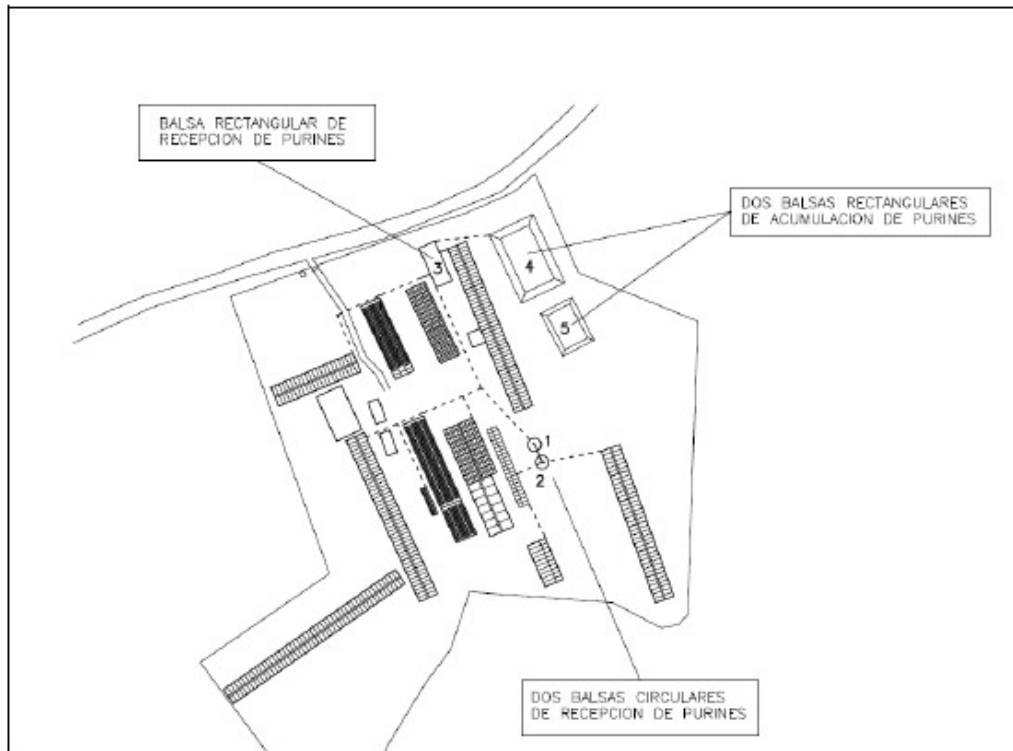 BALSA RECTANGULAR DE
RECEPCION DE PURINES
DOS BALSAS RECTANGULARES
DE ACUMULACION DE PURINES
3
4
5
1
2
DOS BALSAS CIRCULARES
DE RECEPCION DE PURINES